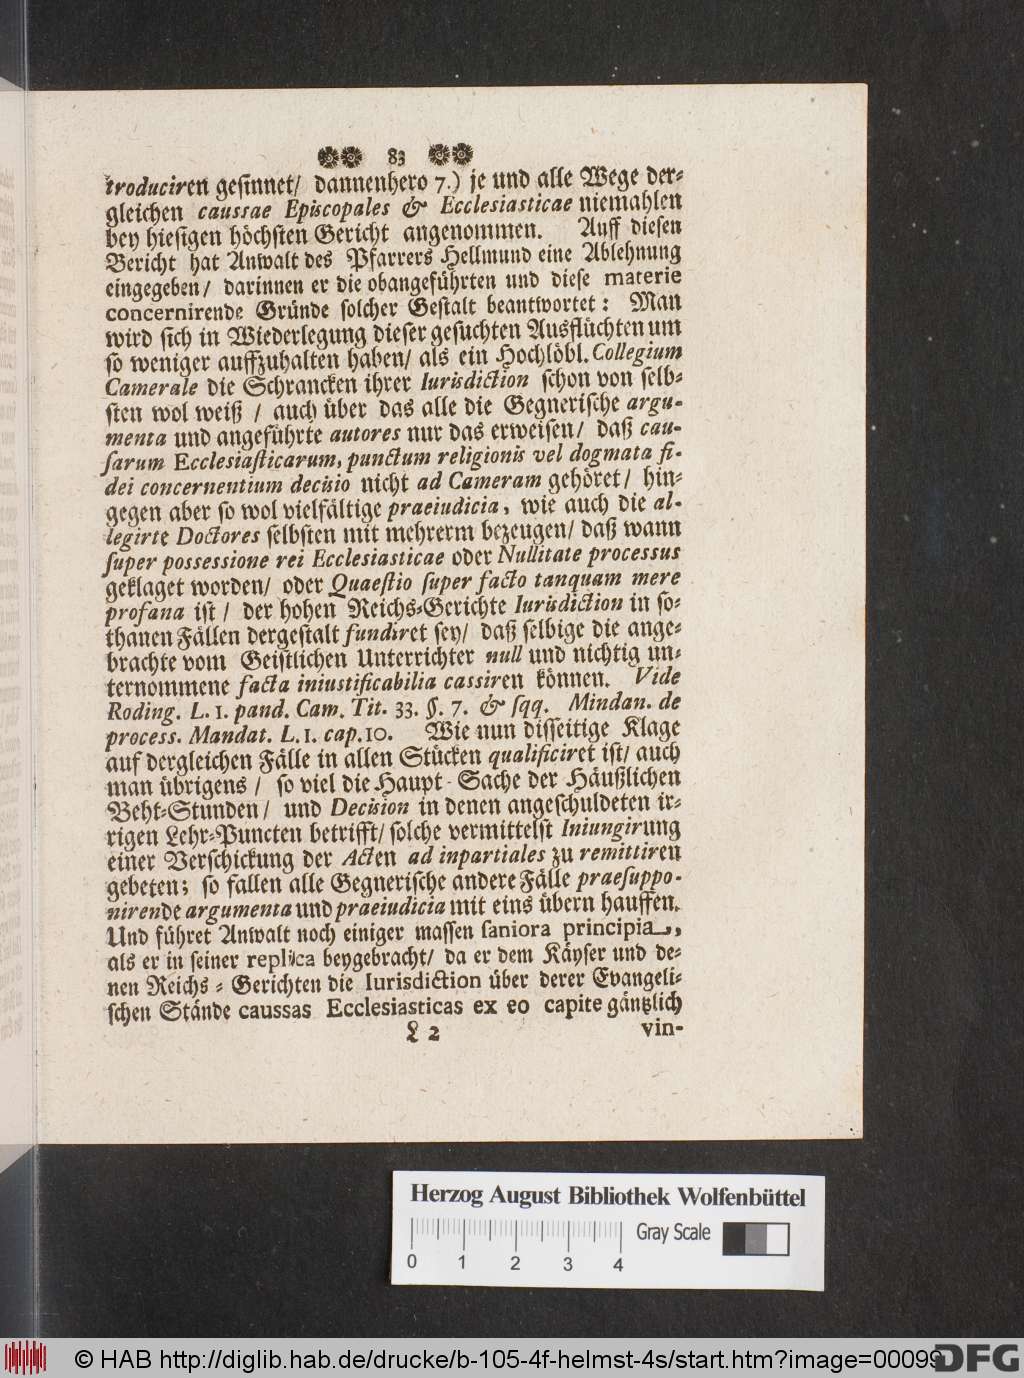 83
troduciren gesinnet/ dannenhero 7.) je und alle Wege der-
gleichen caussae Episcopales & Ecclesiasticae niemahlen
bey hiesigen höchsten Gericht angenommen. Auff diesen
Bericht hat Anwalt des Pfarrers Hellmund eine Ablehnung
eingegeben/ darinnen er die obangeführten und diese materie
concernirende Gründe solcher Gestalt beantwortet: Man
wird sich in Wiederlegung dieser gesuchten Ausflüchten um
so weniger auffzuhalten haben/ als ein Hochlöbl. Collegium
Camerale die Schrancken ihrer Iurisdiction schon von selb-
sten wol weiß / auch über das alle die Gegnerische argu-
menta und angeführte autores nur das erweisen/ daß cau-
sarum Ecclesiasticarum, punctum religionis vel dogmata fi-
dei concernentium decisio nicht ad Cameram gehöret/ hin-
gegen aber so wol vielfältige praeiudicia, wie auch die al-
legirte Doctores selbsten mit mehrerm bezeugen/ daß wann
super possessione rei Ecclesiasticae oder Nullitate processus
geklaget worden/ oder Quaestio super facto tanquam mere
profana ist / der hohen Reichs-Gerichte Iurisdiction in so-
thanen Fällen dergestalt fundiret sey/ daß selbige die ange-
brachte vom Geistlichen Unterrichter null und nichtig un-
ternommene facta iniustificabilia cassiren können. Vide
Roding. L. 1. pand. Cam. Tit. 33. §. 7. & sqq. Mindan. de
process. Mandat. L. 1. cap. 10. Wie nun disseitige Klage
auf dergleichen Fälle in allen Stücken qualificiret ist/ auch
man übrigens / so viel die Haupt-Sache der Häußlichen
Beht-Stunden/ und Decision in denen angeschuldeten ir-
rigen Lehr-Puncten betrifft/ solche vermittelst Iniungirung
einer Verschickung der Acten ad inpartiales zu remittiren
gebeten; so fallen alle Gegnerische andere Fälle praesuppo-
nirende argumenta und praeiudicia mit eins übern hauffen.
Und führet Anwalt noch einiger massen saniora principia,
als er in seiner replica beygebracht/ da er dem Käyser und de-
nen Reichs-Gerichten die Iurisdiction über derer Evangeli-
schen Stände caussas Ecclesiasticas ex eo capite gäntzlich
L 2 vin-
Herzog August Bibliothek Wolfenbüttel
Gray Scale
0 1 2 3 4
© HAB http://diglib.hab.de/drucke/b-105-4f-helmst-4s/start.htm?image=00099
DFG